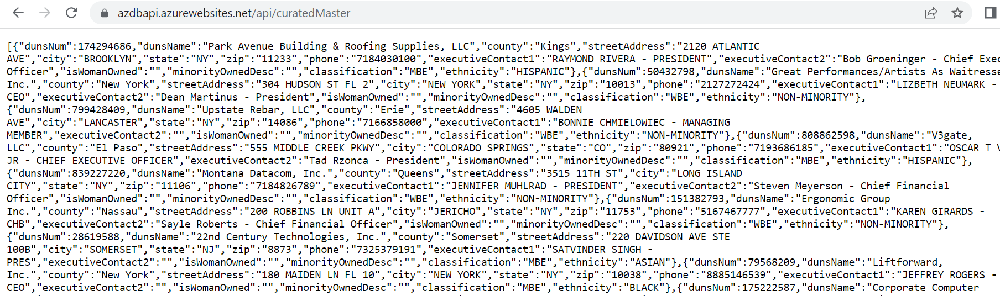 azdbapi.azurewebsites.net/api/curatedMaster
[{"dunsNum":174294686,"dunsName":"Park Avenue Building & Roofing Supplies, LLC","county":"Kings","streetAddress":"2120 ATLANTIC
AVE","city":"BROOKLYN","state":"NY","zip":"11233","phone":"7184030100","executiveContact1":"RAYMOND RIVERA - PRESIDENT","executiveContact2":"Bob Groeninger - Chief Exec
Officer","isWomanOwned":"","minorityOwnedDesc":"","classification":"MBE","ethnicity":"HISPANIC"},{"dunsNum":50432798,"dunsName":"Great Performances/Artists As Waitresse
Inc.","county":"New York","streetAddress":"304 HUDSON ST FL 2","city":"NEW YORK","state":"NY","zip":"10013","phone":"2127272424","executiveContact1":"LIZBETH NEUMARK -
CEO","executiveContact2":"Dean Martinus - President","isWomanOwned":"","minorityOwnedDesc":"","classification":"WBE","ethnicity":"NON-MINORITY"},
{"dunsNum":799428409,"dunsName":"Upstate Rebar, LLC","county":"Erie","streetAddress":"4605 WALDEN
AVE","city":"LANCASTER","state":"NY","zip":"14086","phone":"7166858000","executiveContact1":"BONNIE CHMIELOWIEC - MANAGING
MEMBER","executiveContact2":"","isWomanOwned":"","minorityOwnedDesc":"","classification":"WBE","ethnicity":"NON-MINORITY"},{"dunsNum":808862598,"dunsName":"V3gate,
LLC","county":"El Paso","streetAddress":"555 MIDDLE CREEK PKWY","city":"COLORADO SPRINGS","state":"CO","zip":"80921","phone":"7193686185","executiveContact1":"OSCAR T V
JR - CHIEF EXECUTIVE OFFICER","executiveContact2":"Tad Rzonca - President","isWomanOwned":"","minorityOwnedDesc":"","classification":"MBE","ethnicity":"HISPANIC"},
{"dunsNum":839227220,"dunsName":"Montana Datacom, Inc.","county":"Queens","streetAddress":"3515 11TH ST","city":"LONG ISLAND
CITY","state":"NY","zip":"11106","phone":"7184826789","executiveContact1":"JENNIFER MUHLRAD - PRESIDENT","executiveContact2":"Steven Meyerson - Chief Financial
Officer","isWomanOwned":"","minorityOwnedDesc":"","classification":"WBE","ethnicity":"NON-MINORITY"},{"dunsNum":151382793,"dunsName":"Ergonomic Group
Inc.","county":"Nassau","streetAddress":"200 ROBBINS LN UNIT A","city":"JERICHO","state":"NY","zip":"11753","phone":"5167467777","executiveContact1":"KAREN GIRARDS -
CHB","executiveContact2":"Sayle Roberts - Chief Financial Officer","isWomanOwned":"","minorityOwnedDesc":"","classification":"WBE","ethnicity":"NON-MINORITY"},
{"dunsNum":28619588,"dunsName":"22nd Century Technologies, Inc.","county":"Somerset","streetAddress":"220 DAVIDSON AVE STE
100B","city":"SOMERSET","state":"NJ","zip":"8873","phone":"7325379191","executiveContact1":"SATVINDER SINGH -
PRES","executiveContact2":"","isWomanOwned":"","minorityOwnedDesc":"","classification":"MBE","ethnicity":"ASIAN"},{"dunsNum":79568209,"dunsName":"Liftforward,
Inc.","county":"New York","streetAddress":"180 MAIDEN LN FL 10","city":"NEW YORK","state":"NY","zip":"10038","phone":"8885146539","executiveContact1":"JEFFREY ROGERS -
CEO","executiveContact2":"","isWomanOwned":"","minorityOwnedDesc":"","classification":"MBE","ethnicity":"BLACK"},{"dunsNum":175222587,"dunsName":"Corporate Computer